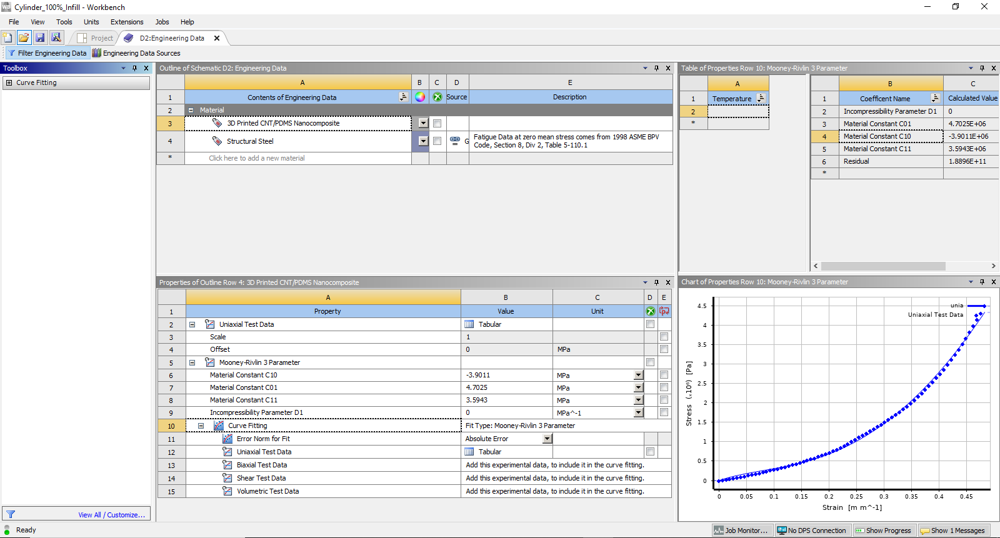 Cylinder_100%_Infill - Workbench
File View Tools Units Extensions Jobs Help
Project D2:Engineering Data
Filter Engineering Data Engineering Data Sources
Toolbox
Curve Fitting
View All / Customize...
Outline of Schematic D2: Engineering Data
A B C D E
1 Contents of Engineering Data Source Description
2 Material
3 3D Printed CNT/PDMS Nanocomposite
4 Structural Steel G Fatigue Data at zero mean stress comes from 1998 ASME BPV
Code, Section 8, Div 2, Table 5-110.1
* Click here to add a new material
Properties of Outline Row 4: 3D Printed CNT/PDMS Nanocomposite
A B C D E
1 Property Value Unit
2 Uniaxial Test Data Tabular
3 Scale 1
4 Offset 0 MPa
5 Mooney-Rivlin 3 Parameter
6 Material Constant C10 -3.9011 MPa
7 Material Constant C01 4.7025 MPa
8 Material Constant C11 3.5943 MPa
9 Incompressibility Parameter D1 0 MPa^-1
10 Curve Fitting Fit Type: Mooney-Rivlin 3 Parameter
11 Error Norm for Fit Absolute Error
12 Uniaxial Test Data Tabular
13 Biaxial Test Data Add this experimental data, to include it in the curve fitting.
14 Shear Test Data Add this experimental data, to include it in the curve fitting.
15 Volumetric Test Data Add this experimental data, to include it in the curve fitting.
Table of Properties Row 10: Mooney-Rivlin 3 Parameter
A
1 Temperature
2
*
B C
1 Coefficent Name Calculated Value
2 Incompressibility Parameter D1 0
3 Material Constant C01 4.7025E+06
4 Material Constant C10 -3.9011E+06
5 Material Constant C11 3.5943E+06
6 Residual 1.8896E+11
*
Chart of Properties Row 10: Mooney-Rivlin 3 Parameter
unia
Uniaxial Test Data
4.5
4
3.5
3
2.5
2
1.5
1
0.5
0
Stress (x10⁶) [Pa]
0 0.05 0.1 0.15 0.2 0.25 0.3 0.35 0.4 0.45
Strain [m m^-1]
Ready
Job Monitor... No DPS Connection Show Progress Show 1 Messages